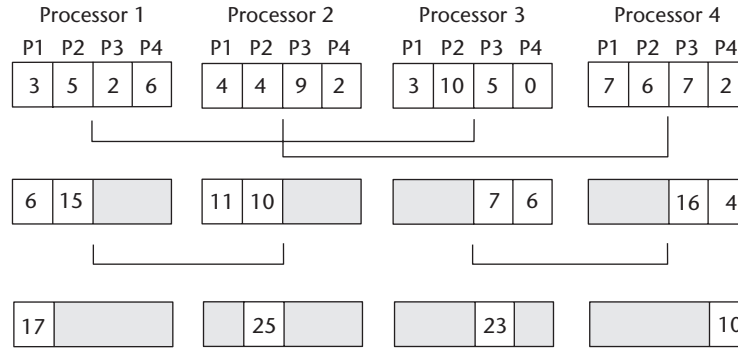 Processor 1 Processor 2 Processor 3 Processor 4
P1 P2 P3 P4 P1 P2 P3 P4 P1 P2 P3 P4 P1 P2 P3 P4
3 5 2 6 4 4 9 2 3 10 5 0 7 6 7 2
6 15 11 10 7 6 16 4
17 25 23 10